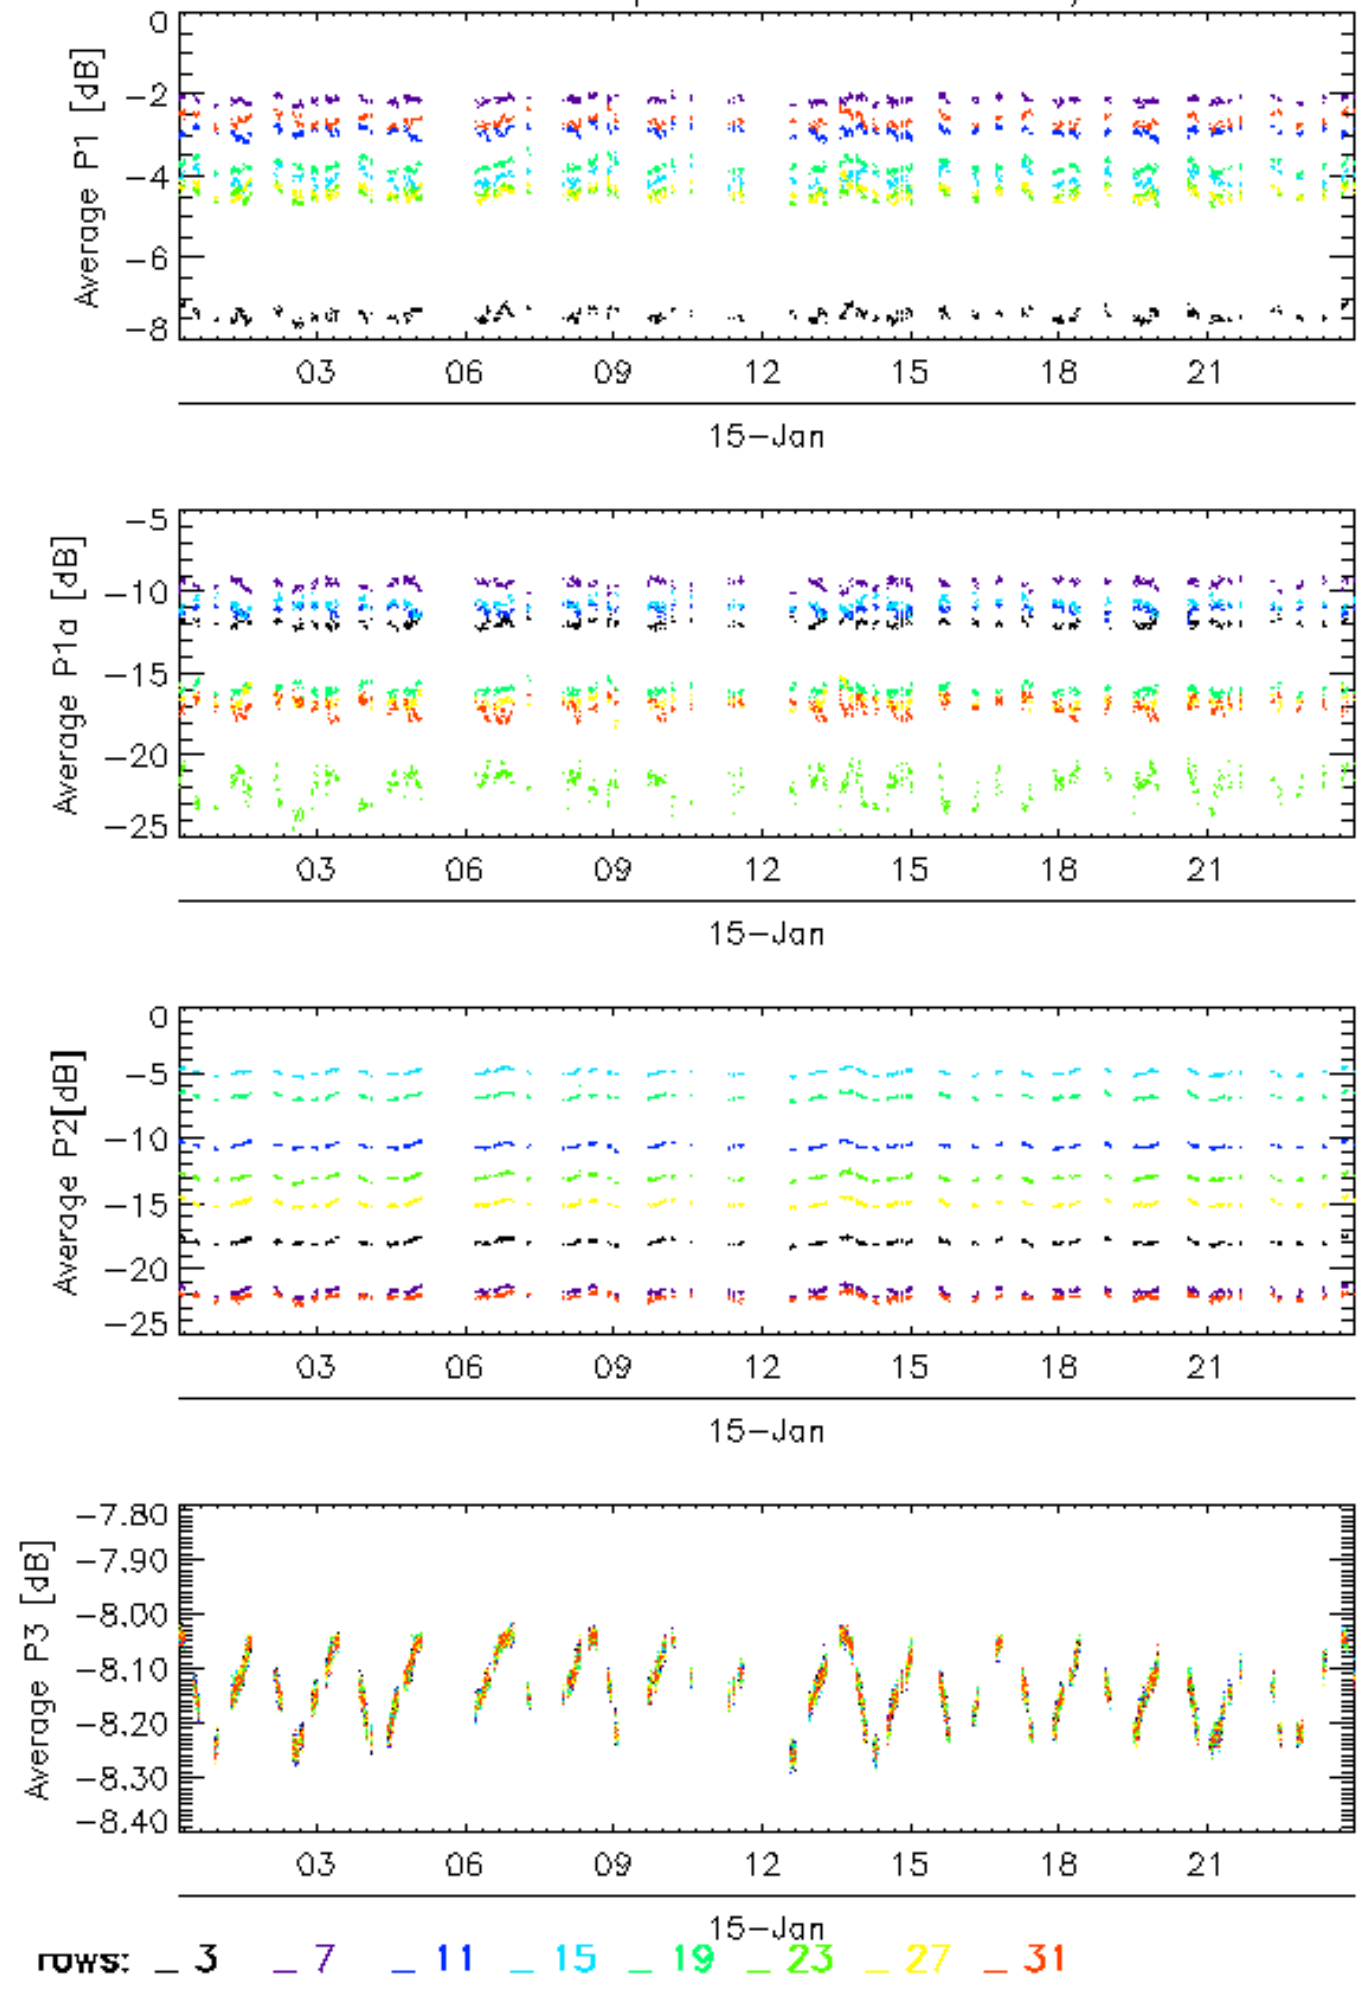 Average P1 [dB]
0
−2
−4
−6
−8
03 06 09 12 15 18 21
15−Jan
Average P1a [dB]
−5
−10
−15
−20
−25
03 06 09 12 15 18 21
15−Jan
Average P2[dB]
0
−5
−10
−15
−20
−25
03 06 09 12 15 18 21
15−Jan
Average P3 [dB]
−7.80
−7.90
−8.00
−8.10
−8.20
−8.30
−8.40
03 06 09 12 15 18 21
15−Jan
rows: _ 3 _ 7 _ 11 _ 15 _ 19 _ 23 _ 27 _ 31